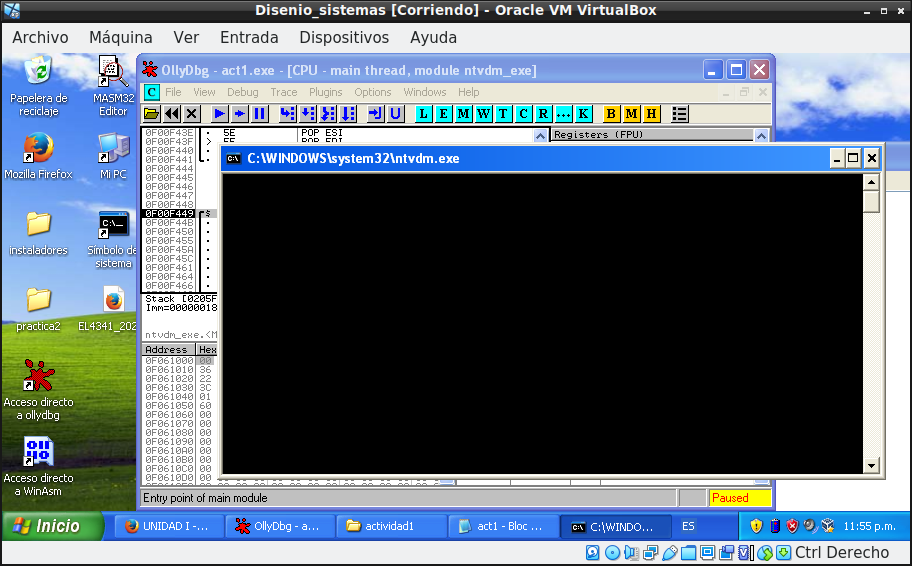 Disenio_sistemas [Corriendo] - Oracle VM VirtualBox
Archivo Máquina Ver Entrada Dispositivos Ayuda
Papelera de
reciclaje
MASM32
Editor
Mozilla Firefox
Mi PC
instaladores
Símbolo de
sistema
practica2
EL4341_202
Acceso directo
a ollydbg
Acceso directo
a WinAsm
OllyDbg - act1.exe - [CPU - main thread, module ntvdm_exe]
C File View Debug Trace Plugins Options Windows Help
L E M W T C R ... K B M H
0F00F43E 5E POP ESI
0F00F43F
0F00F440
0F00F441
0F00F444
0F00F445
0F00F446
0F00F447
0F00F448
0F00F449
0F00F44B
0F00F450
0F00F455
0F00F45A
0F00F45C
0F00F461
0F00F464
0F00F466
Registers (FPU)
Stack [0205F
Imm=00000018
ntvdm_exe.<M
Address Hex
0F061000 00
0F061010 36
0F061020 22
0F061030 3C
0F061040 01
0F061050 60
0F061060 00
0F061070 00
0F061080 00
0F061090 00
0F0610A0 00
0F0610B0 00
0F0610C0 00
0F0610D0 00
C:\WINDOWS\system32\ntvdm.exe
Entry point of main module
Paused
Inicio
UNIDAD I -...
OllyDbg - a...
actividad1
act1 - Bloc ...
C:\WINDO...
ES
11:55 p.m.
Ctrl Derecho